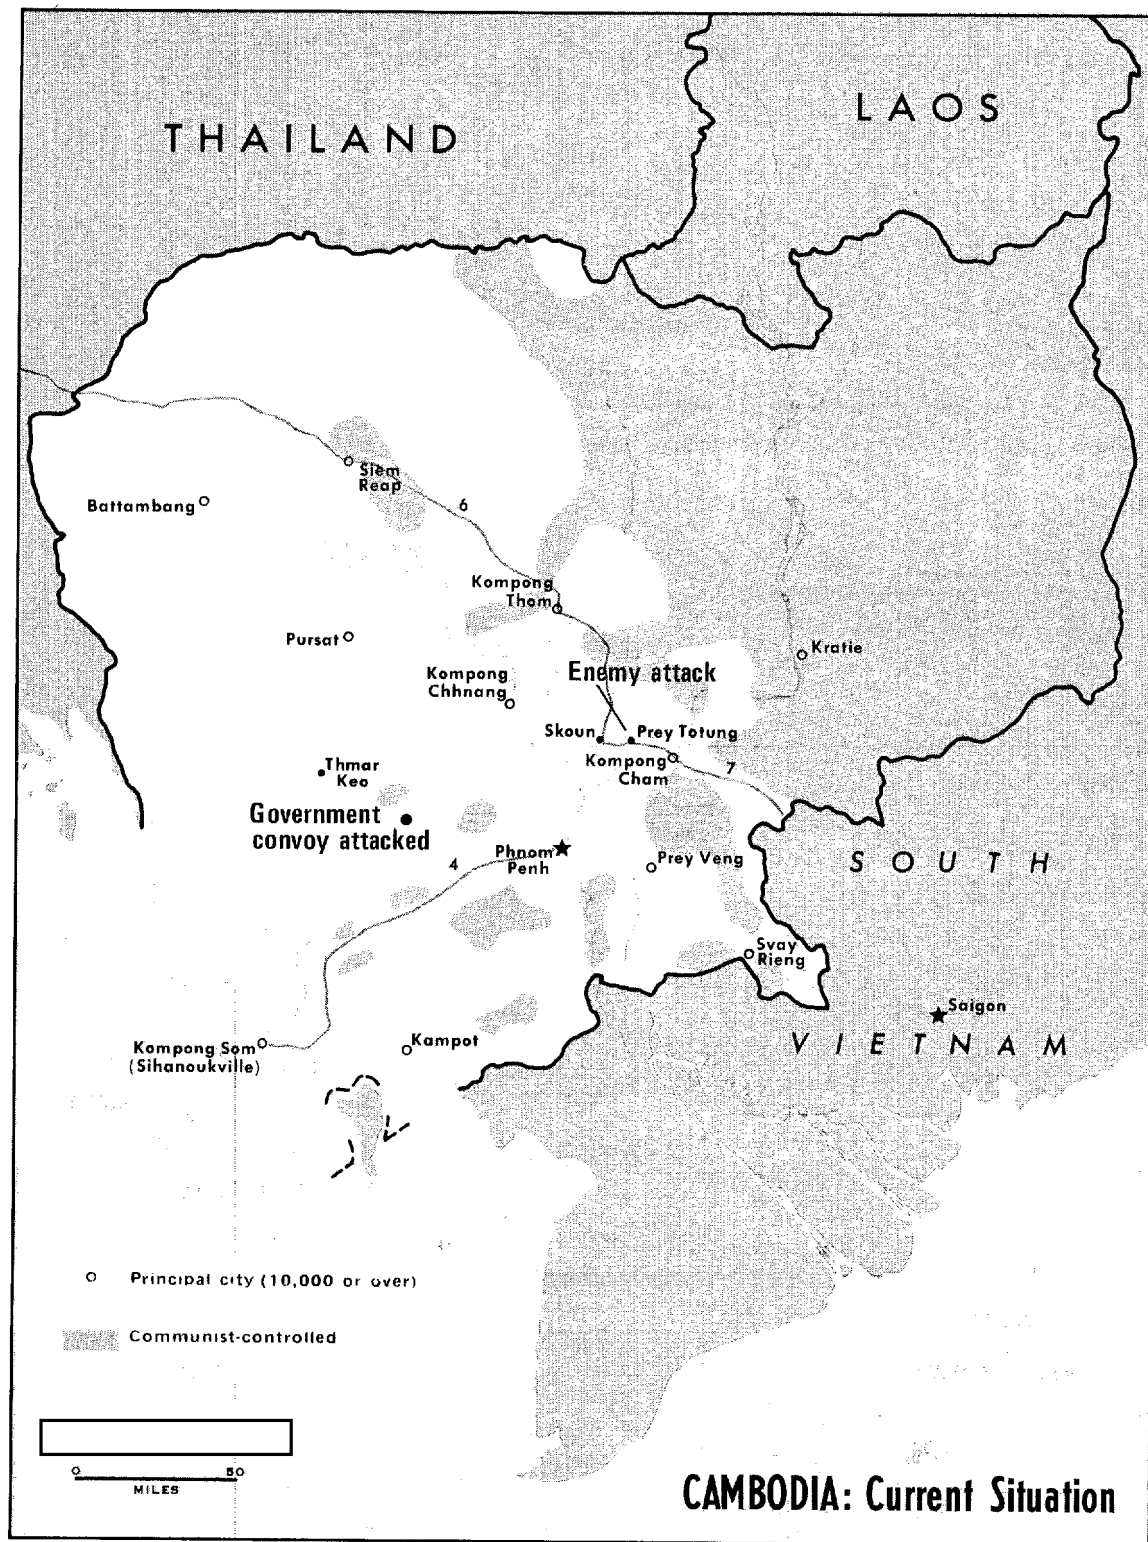 THAILAND
LAOS
Siem
Reap
Battambang
6
Kompong
Thom
Pursat
Kratie
Kompong
Chhnang
Enemy attack
Skoun
Prey Totung
Kompong
Cham
7
Thmar
Keo
Government
convoy attacked
Phnom
Penh
4
Prey Veng
SOUTH
Svay
Rieng
Saigon
VIETNAM
Kompong Som
(Sihanoukville)
Kampot
Principal city (10,000 or over)
Communist-controlled
0 50
MILES
CAMBODIA: Current Situation